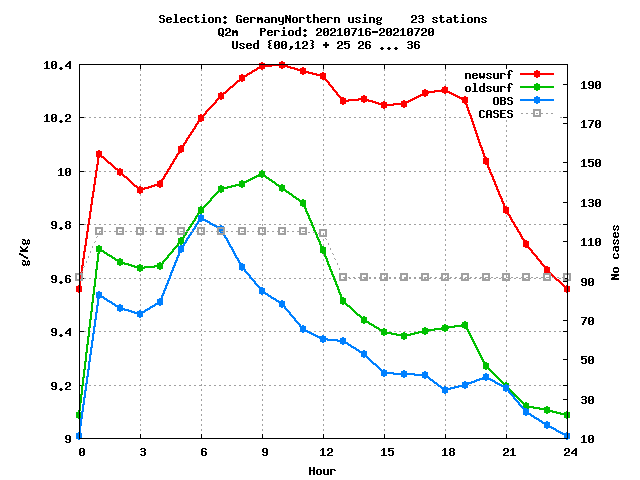 Selection: GermanyNorthern using    23 stations
Q2m   Period: 20210716-20210720
Used {00,12} + 25 26 ... 36
newsurf
oldsurf
OBS
CASES
10.4
10.2
10
9.8
9.6
9.4
9.2
9
g/Kg
190
170
150
130
110
90
70
50
30
10
No cases
0 3 6 9 12 15 18 21 24
Hour